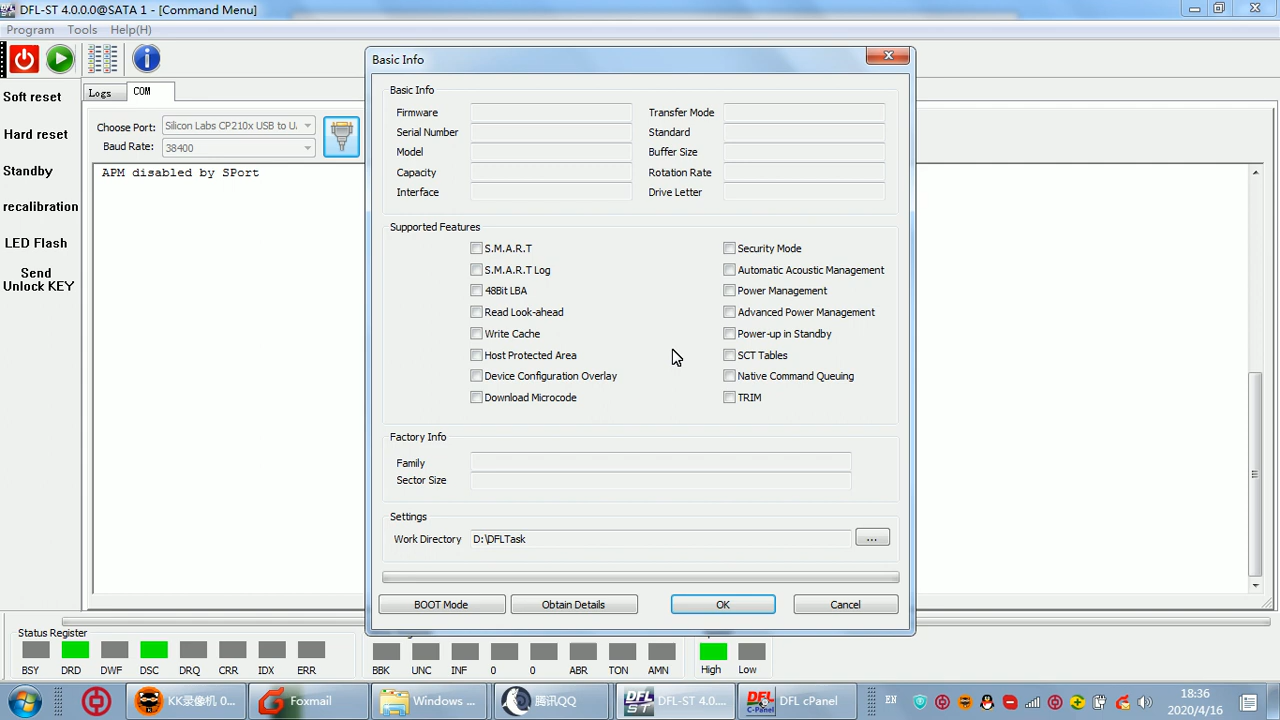 DFL-ST 4.0.0.0@SATA 1 - [Command Menu]
Program Tools Help(H)
Soft reset
Hard reset
Standby
recalibration
LED Flash
Send
Unlock KEY
Logs COM
Choose Port: Silicon Labs CP210x USB to U
Baud Rate: 38400
APM disabled by SPort
Basic Info
Basic Info
Firmware Transfer Mode
Serial Number Standard
Model Buffer Size
Capacity Rotation Rate
Interface Drive Letter
Supported Features
S.M.A.R.T Security Mode
S.M.A.R.T Log Automatic Acoustic Management
48Bit LBA Power Management
Read Look-ahead Advanced Power Management
Write Cache Power-up in Standby
Host Protected Area SCT Tables
Device Configuration Overlay Native Command Queuing
Download Microcode TRIM
Factory Info
Family
Sector Size
Settings
Work Directory D:\DFLTask ...
BOOT Mode Obtain Details OK Cancel
Status Register
BSY DRD DWF DSC DRQ CRR IDX ERR BBK UNC INF 0 0 ABR TON AMN High Low
KK录像机 0... Foxmail Windows ... 腾讯QQ DFL-ST 4.0.... DFL cPanel EN 18:36
2020/4/16